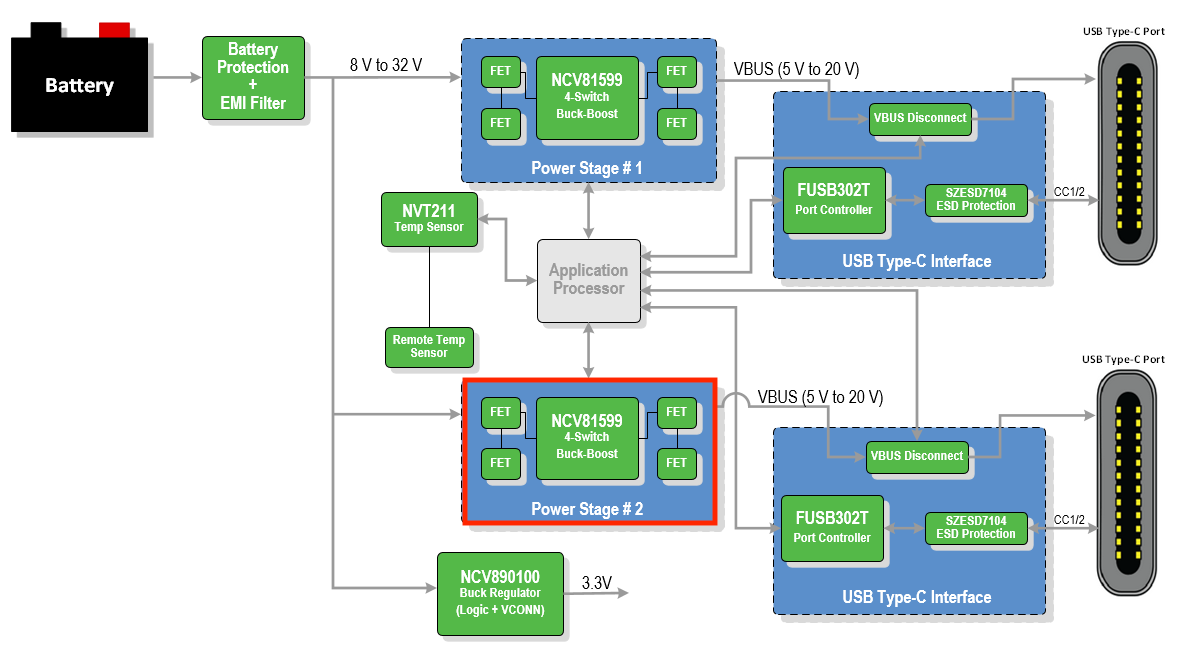 Battery
Battery
Protection
+
EMI Filter
8 V to 32 V
FET
FET
NCV81599
4-Switch
Buck-Boost
FET
FET
Power Stage # 1
VBUS (5 V to 20 V)
VBUS Disconnect
FUSB302T
Port Controller
SZESD7104
ESD Protection
USB Type-C Interface
CC1/2
USB Type-C Port
NVT211
Temp Sensor
Application
Processor
Remote Temp
Sensor
FET
FET
NCV81599
4-Switch
Buck-Boost
FET
FET
Power Stage # 2
VBUS (5 V to 20 V)
VBUS Disconnect
FUSB302T
Port Controller
SZESD7104
ESD Protection
USB Type-C Interface
CC1/2
USB Type-C Port
NCV890100
Buck Regulator
(Logic + VCONN)
3.3V